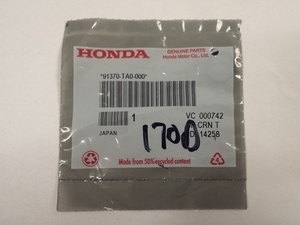 HONDA
GENUINE PARTS
Honda Motor Co., Ltd.
*91370-TA0-000*
1
VC 000742
CRN T
JAPAN
14258
1700
Made from 50% recycled content